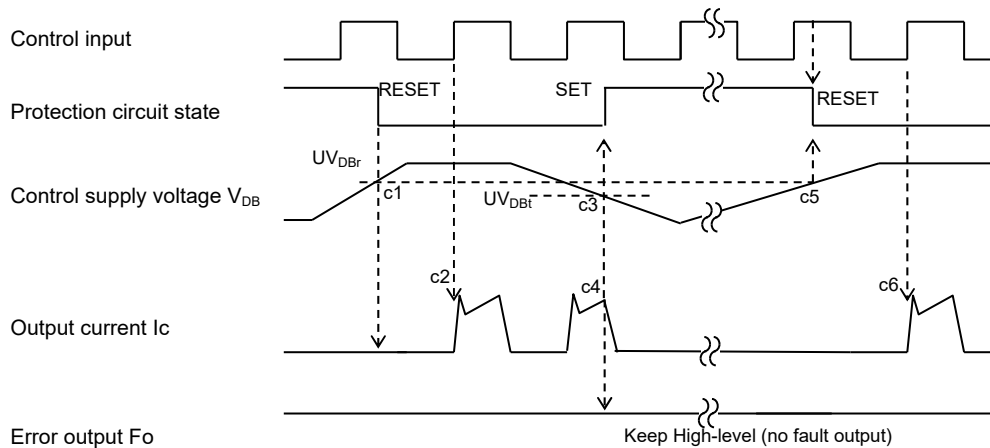 Control input
RESET
SET
RESET
Protection circuit state
UVDBr
c1
Control supply voltage VDB
UVDBt
c3
c5
c2
c4
c6
Output current Ic
Error output Fo
Keep High-level (no fault output)